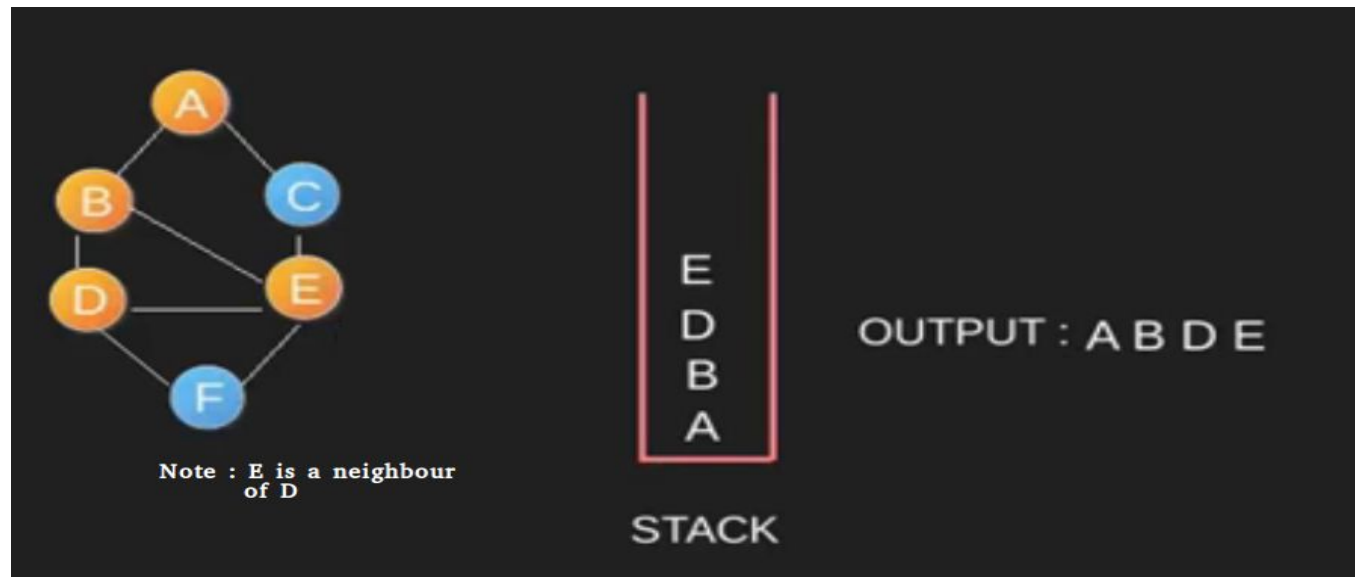 A
B
C
D
E
F
Note : E is a neighbour
of D
E
D
B
A
STACK
OUTPUT : A B D E